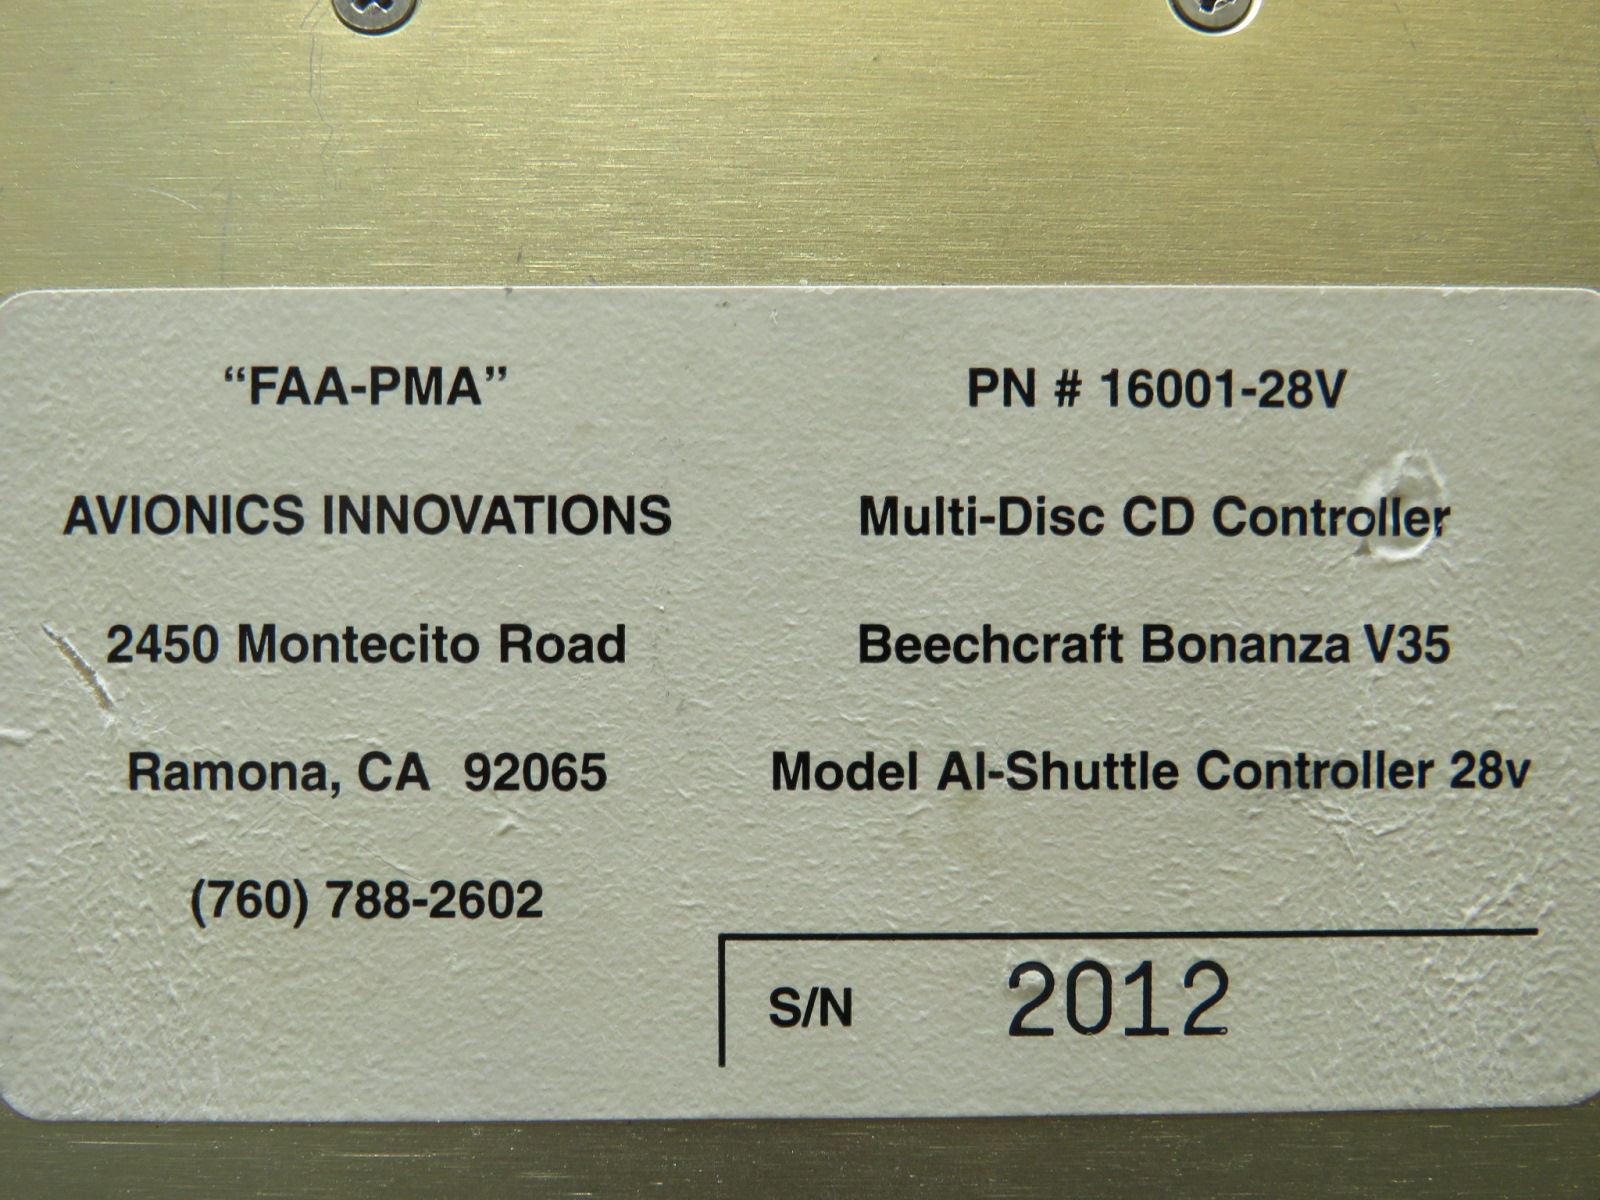 “FAA-PMA”
AVIONICS INNOVATIONS
2450 Montecito Road
Ramona, CA 92065
(760) 788-2602
PN # 16001-28V
Multi-Disc CD Controller
Beechcraft Bonanza V35
Model AI-Shuttle Controller 28v
S/N 2012